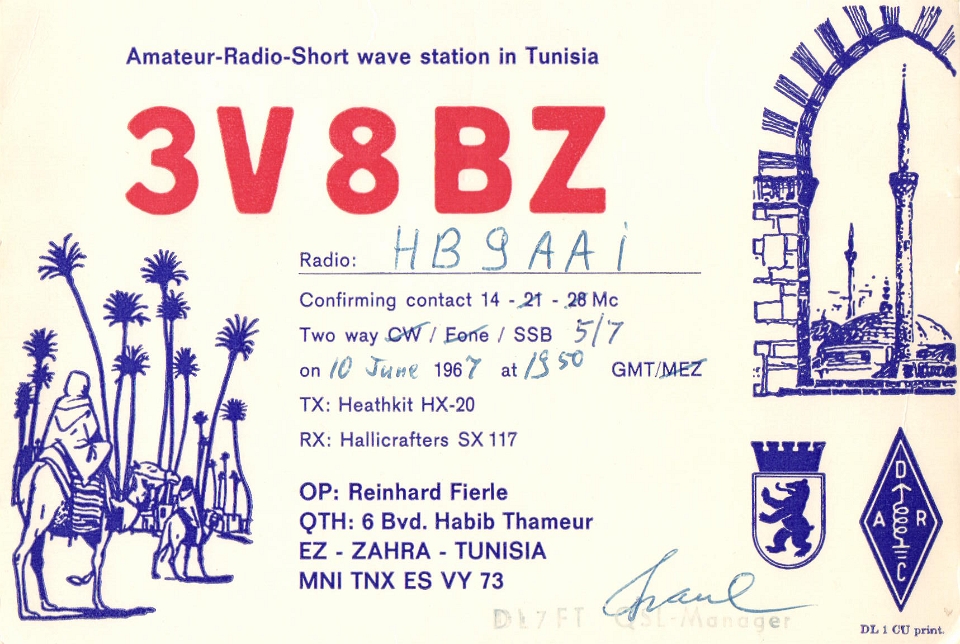 Amateur-Radio-Short wave station in Tunisia
3V8BZ
Radio: HB9AAI
Confirming contact 14 - 21 - 28 Mc
Two way CW / Fone / SSB 5/7
on 10 June 1967 at 1950 GMT/MEZ
TX: Heathkit HX-20
RX: Hallicrafters SX 117
OP: Reinhard Fierle
QTH: 6 Bvd. Habib Thameur
EZ - ZAHRA - TUNISIA
MNI TNX ES VY 73
DL7FT QSL-Manager
D
A R
C
DL 1 CU print.